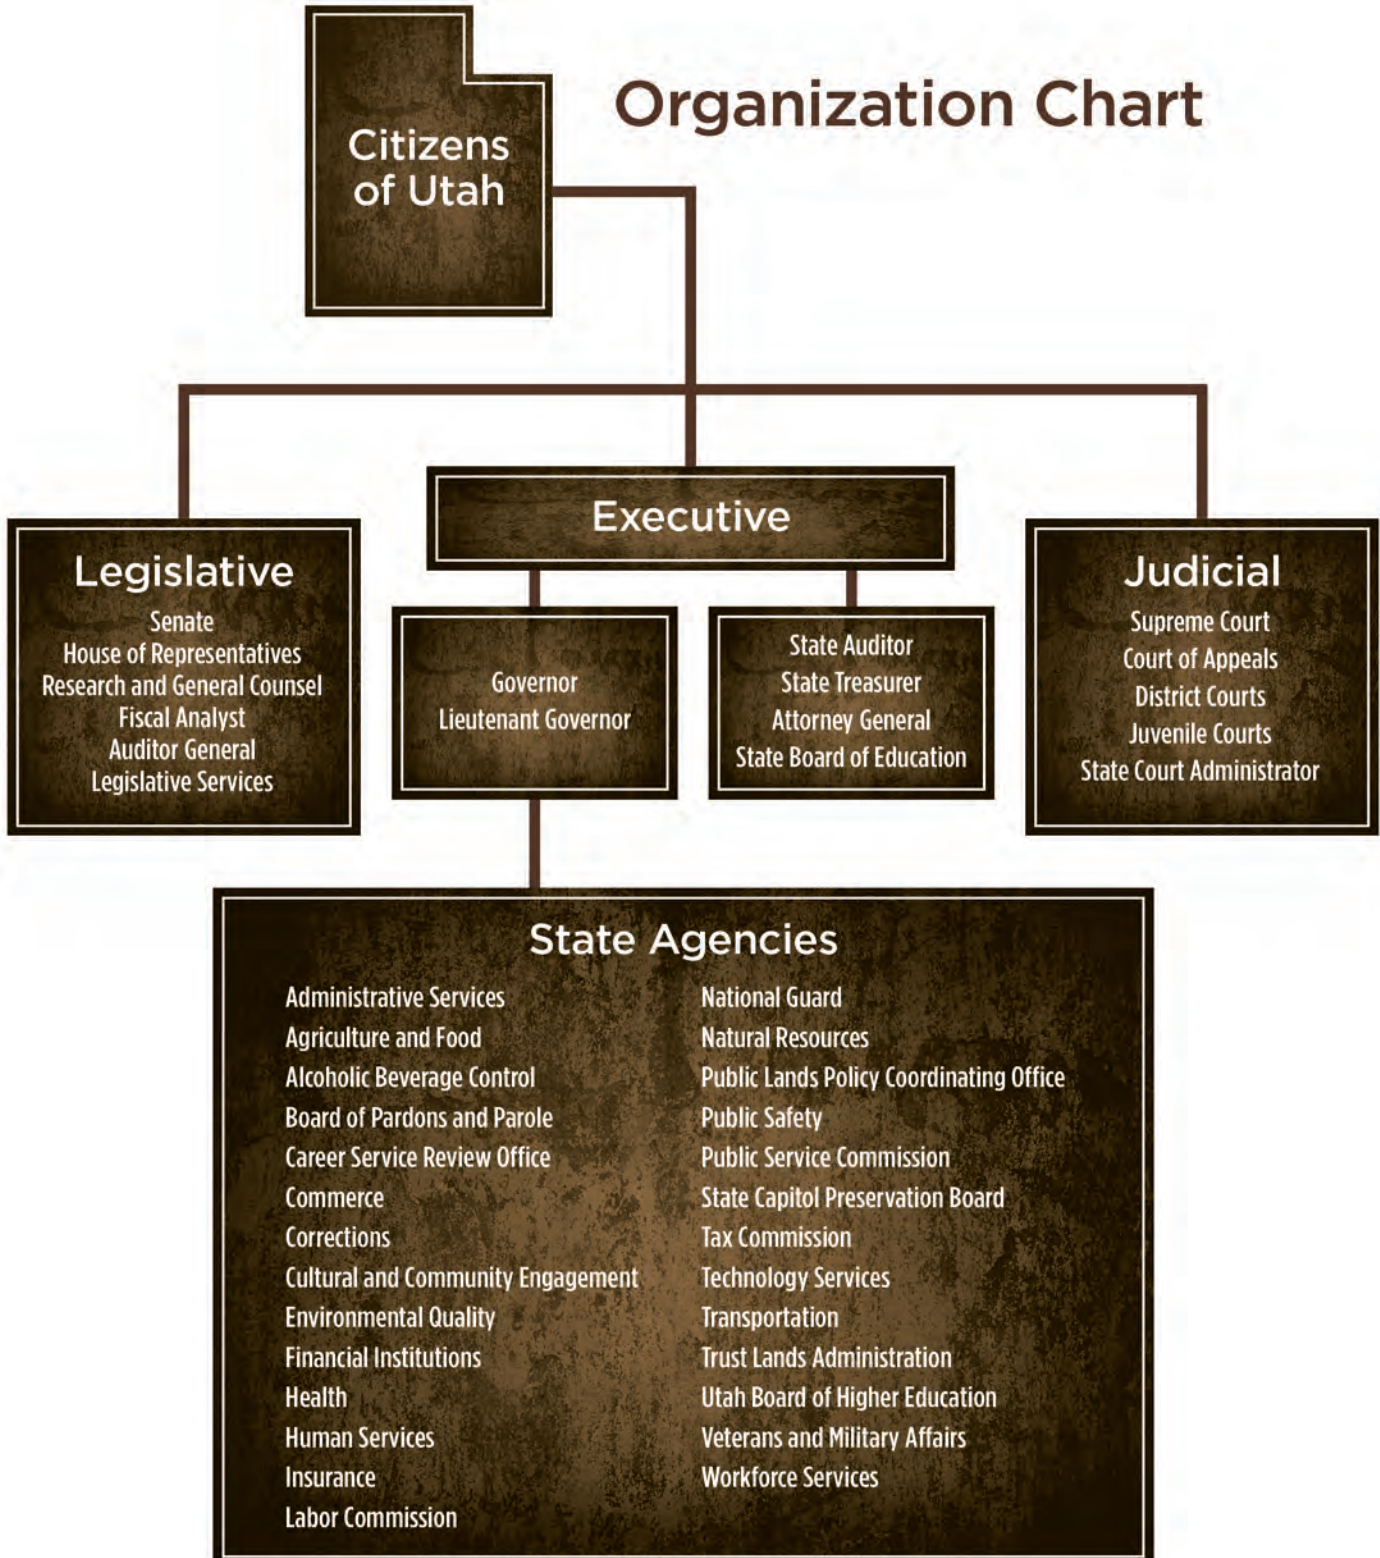 Citizens
of Utah
Organization Chart
Executive
Legislative
Senate
House of Representatives
Research and General Counsel
Fiscal Analyst
Auditor General
Legislative Services
Governor
Lieutenant Governor
State Auditor
State Treasurer
Attorney General
State Board of Education
Judicial
Supreme Court
Court of Appeals
District Courts
Juvenile Courts
State Court Administrator
State Agencies
Administrative Services
Agriculture and Food
Alcoholic Beverage Control
Board of Pardons and Parole
Career Service Review Office
Commerce
Corrections
Cultural and Community Engagement
Environmental Quality
Financial Institutions
Health
Human Services
Insurance
Labor Commission
National Guard
Natural Resources
Public Lands Policy Coordinating Office
Public Safety
Public Service Commission
State Capitol Preservation Board
Tax Commission
Technology Services
Transportation
Trust Lands Administration
Utah Board of Higher Education
Veterans and Military Affairs
Workforce Services